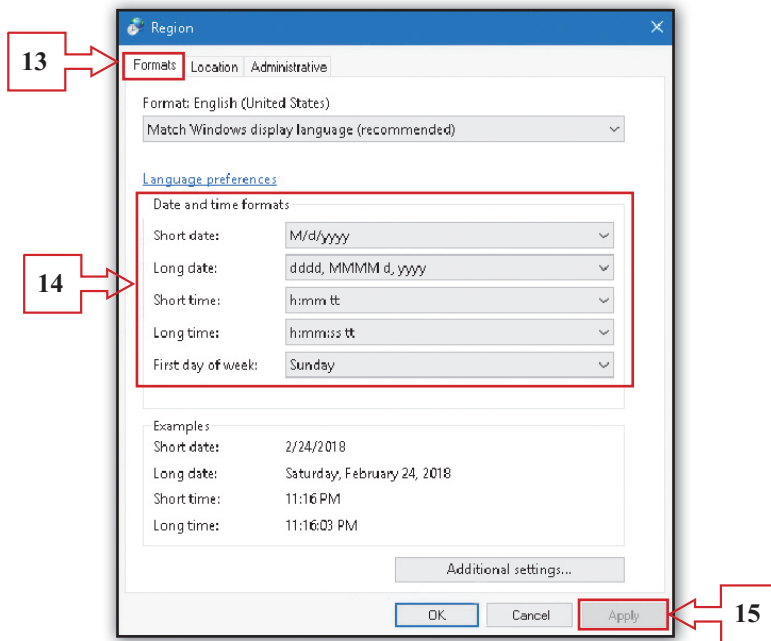 Region
13
Formats Location Administrative
Format: English (United States)
Match Windows display language (recommended)
Language preferences
Date and time formats
Short date: M/d/yyyy
14
Long date: dddd, MMMM d, yyyy
Short time: h:mm tt
Long time: h:mm:ss tt
First day of week: Sunday
Examples
Short date: 2/24/2018
Long date: Saturday, February 24, 2018
Short time: 11:16 PM
Long time: 11:16:03 PM
Additional settings...
OK Cancel Apply
15